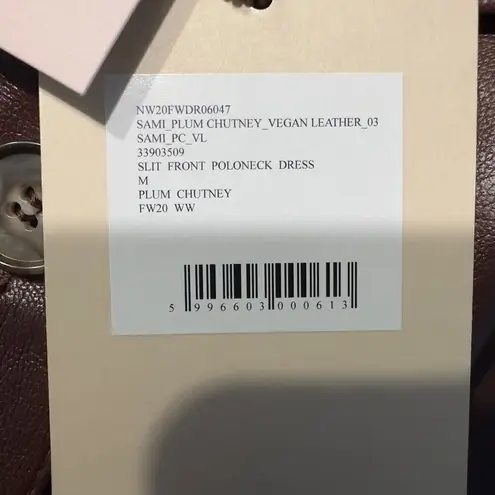 NW20FWDR06047
SAMI_PLUM CHUTNEY_VEGAN LEATHER_03
SAMI_PC_VL
33903509
SLIT FRONT POLONECK DRESS
M
PLUM CHUTNEY
FW20 WW
5 996603 000613